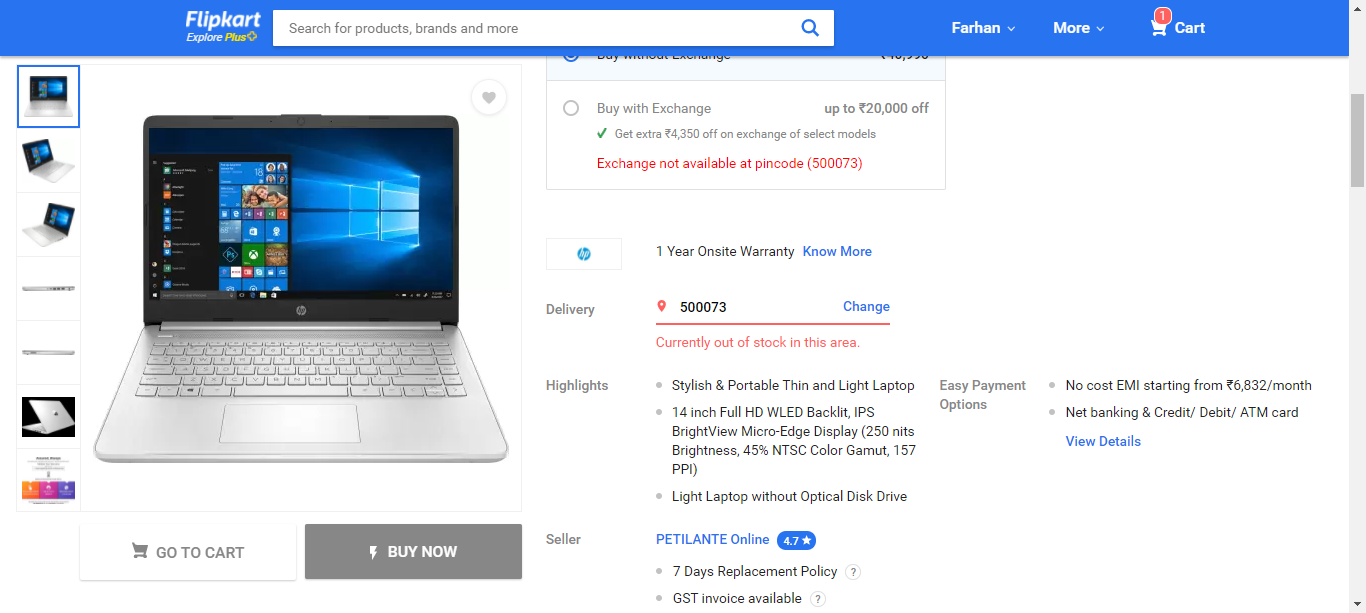 Flipkart
Explore Plus
Search for products, brands and more
Farhan
More
1
Cart
Buy without Exchange
Buy with Exchange
up to ₹20,000 off
✓ Get extra ₹4,350 off on exchange of select models
Exchange not available at pincode (500073)
hp
1 Year Onsite Warranty Know More
Delivery
500073
Change
Currently out of stock in this area.
Highlights
Stylish & Portable Thin and Light Laptop
14 inch Full HD WLED Backlit, IPS
BrightView Micro-Edge Display (250 nits
Brightness, 45% NTSC Color Gamut, 157
PPI)
Light Laptop without Optical Disk Drive
Easy Payment
Options
No cost EMI starting from ₹6,832/month
Net banking & Credit/ Debit/ ATM card
View Details
GO TO CART
BUY NOW
Seller
PETILANTE Online 4.7 ★
7 Days Replacement Policy ?
GST invoice available ?